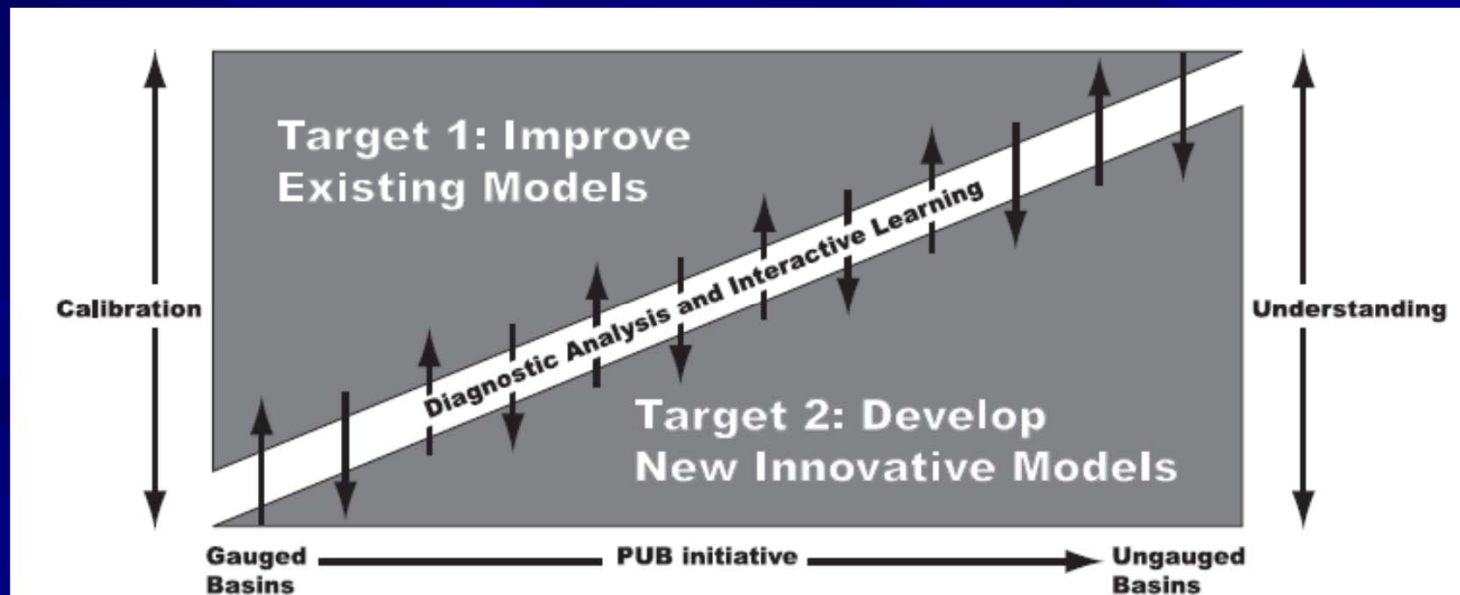 Target 1: Improve
Existing Models
Diagnostic Analysis and Interactive Learning
Calibration
Understanding
Target 2: Develop
New Innovative Models
Gauged
Basins
PUB initiative
Ungauged
Basins